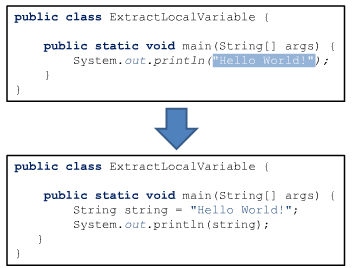 public class ExtractLocalVariable {
public static void main(String[] args) {
System.out.println("Hello World!");
}
}
public class ExtractLocalVariable {
public static void main(String[] args) {
String string = "Hello World!";
System.out.println(string);
}
}